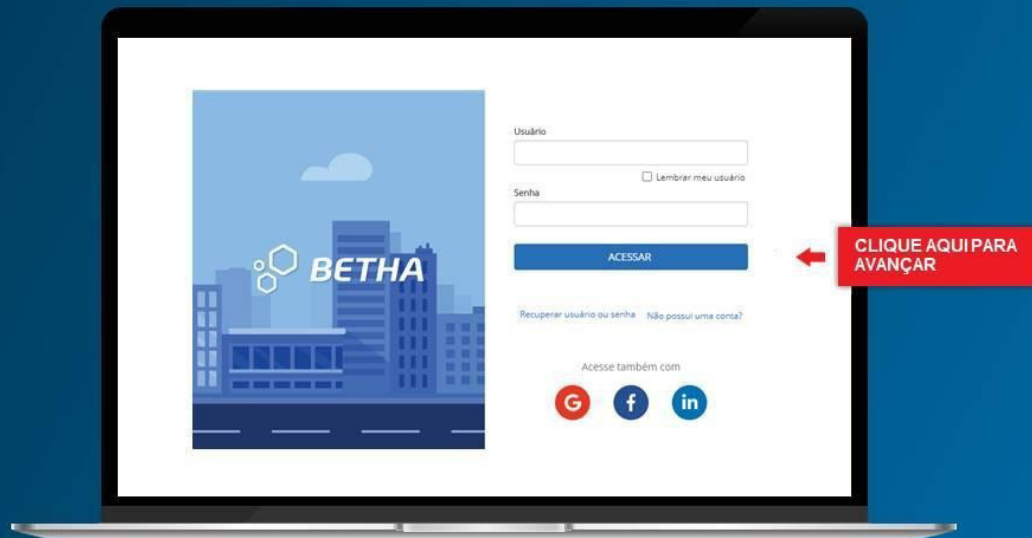 Usuário
Lembrar meu usuário
Senha
BETHA
ACESSAR
CLIQUE AQUI PARA
AVANÇAR
Recuperar usuário ou senha Não possui uma conta?
Acesse também com
G f in